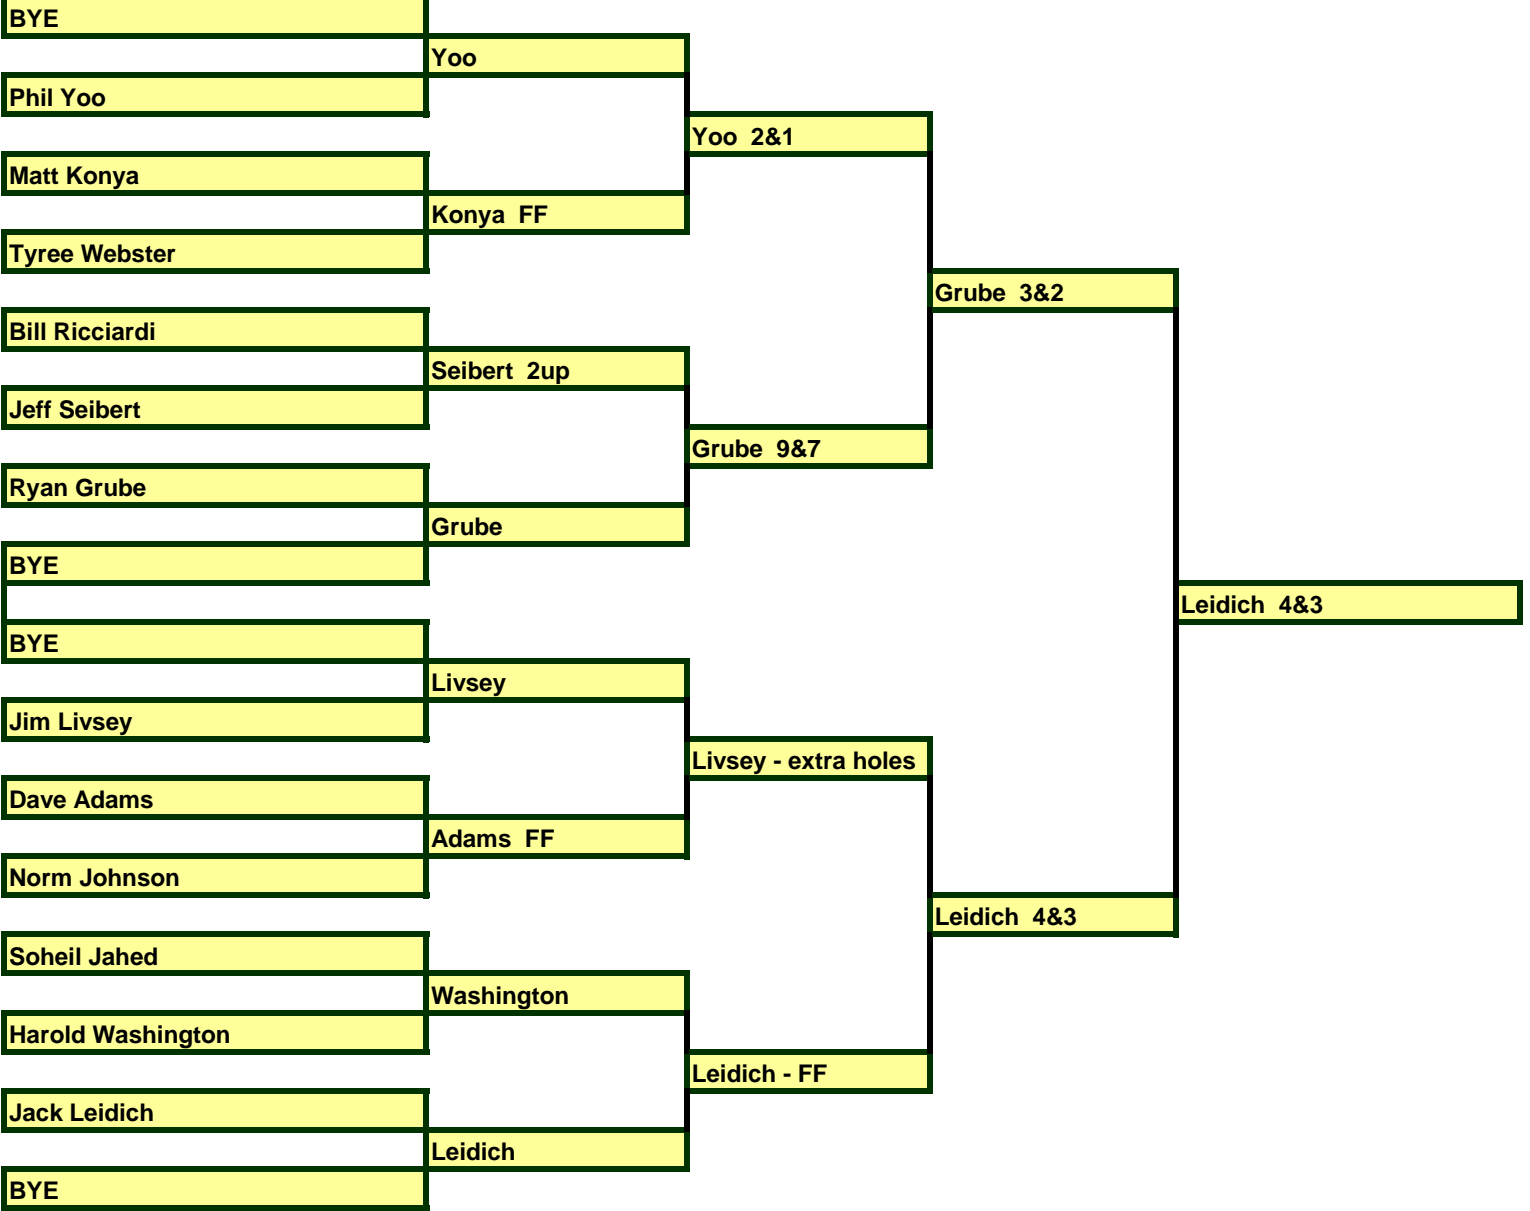 BYE
Yoo
Phil Yoo
Yoo 2&1
Matt Konya
Konya FF
Tyree Webster
Grube 3&2
Bill Ricciardi
Seibert 2up
Jeff Seibert
Grube 9&7
Ryan Grube
Grube
BYE
Leidich 4&3
BYE
Livsey
Jim Livsey
Livsey - extra holes
Dave Adams
Adams FF
Norm Johnson
Leidich 4&3
Soheil Jahed
Washington
Harold Washington
Leidich - FF
Jack Leidich
Leidich
BYE